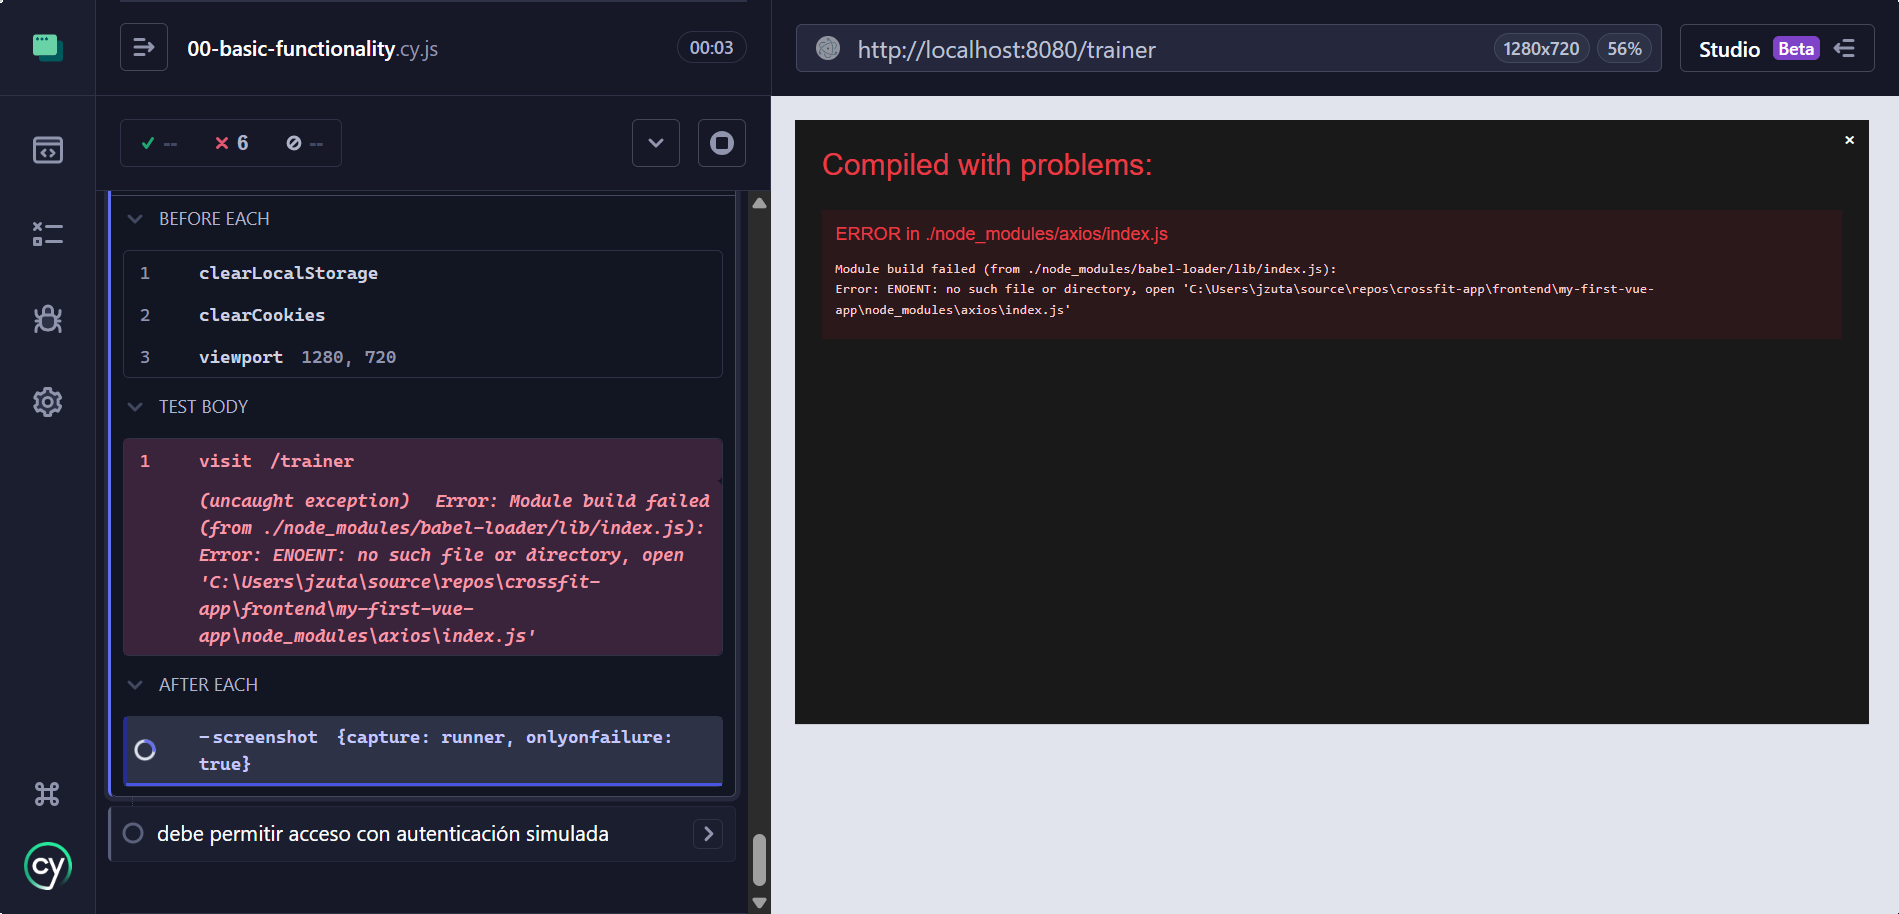 00-basic-functionality.cy.js
00:03
http://localhost:8080/trainer
1280x720
56%
Studio
Beta
--
6
--
BEFORE EACH
1 clearLocalStorage
2 clearCookies
3 viewport 1280, 720
TEST BODY
1 visit /trainer
(uncaught exception) Error: Module build failed
(from ./node_modules/babel-loader/lib/index.js):
Error: ENOENT: no such file or directory, open
'C:\Users\jzuta\source\repos\crossfit-
app\frontend\my-first-vue-
app\node_modules\axios\index.js'
AFTER EACH
-screenshot {capture: runner, onlyonfailure:
true}
debe permitir acceso con autenticación simulada
cy
Compiled with problems:
ERROR in ./node_modules/axios/index.js
Module build failed (from ./node_modules/babel-loader/lib/index.js):
Error: ENOENT: no such file or directory, open 'C:\Users\jzuta\source\repos\crossfit-app\frontend\my-first-vue-
app\node_modules\axios\index.js'